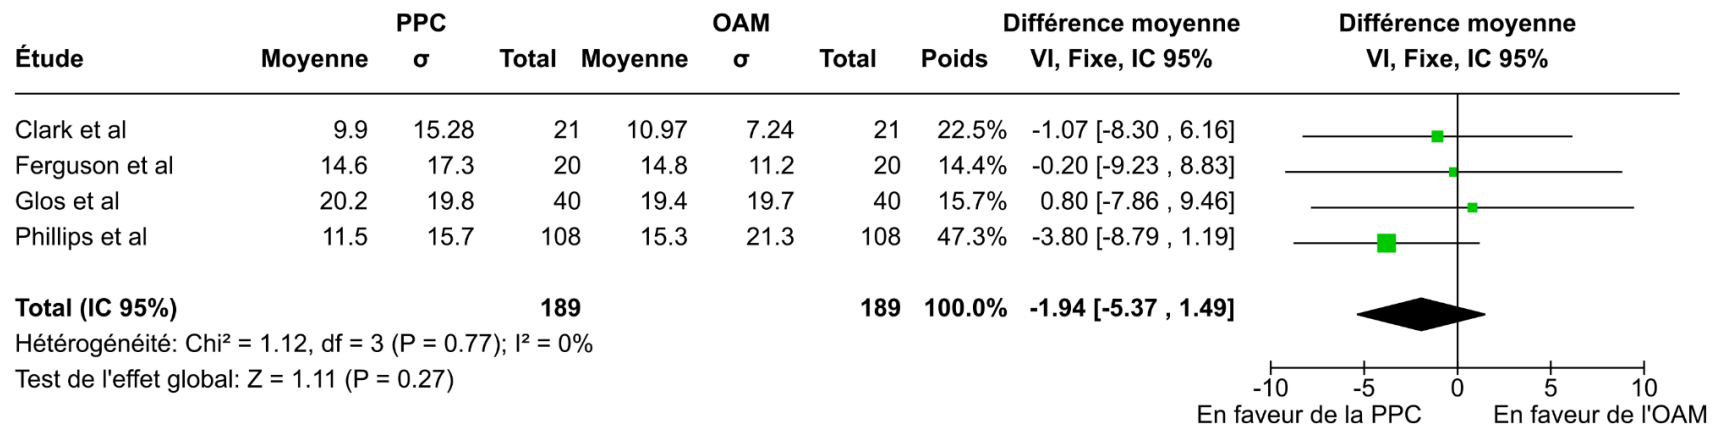 PPC OAM Différence moyenne Différence moyenne
Étude Moyenne σ Total Moyenne σ Total Poids VI, Fixe, IC 95% VI, Fixe, IC 95%
Clark et al 9.9 15.28 21 10.97 7.24 21 22.5% -1.07 [-8.30 , 6.16]
Ferguson et al 14.6 17.3 20 14.8 11.2 20 14.4% -0.20 [-9.23 , 8.83]
Glos et al 20.2 19.8 40 19.4 19.7 40 15.7% 0.80 [-7.86 , 9.46]
Phillips et al 11.5 15.7 108 15.3 21.3 108 47.3% -3.80 [-8.79 , 1.19]
Total (IC 95%) 189 189 100.0% -1.94 [-5.37 , 1.49]
Hétérogénéité: Chi² = 1.12, df = 3 (P = 0.77); I² = 0%
Test de l'effet global: Z = 1.11 (P = 0.27)
-10 -5 0 5 10
En faveur de la PPC En faveur de l'OAM